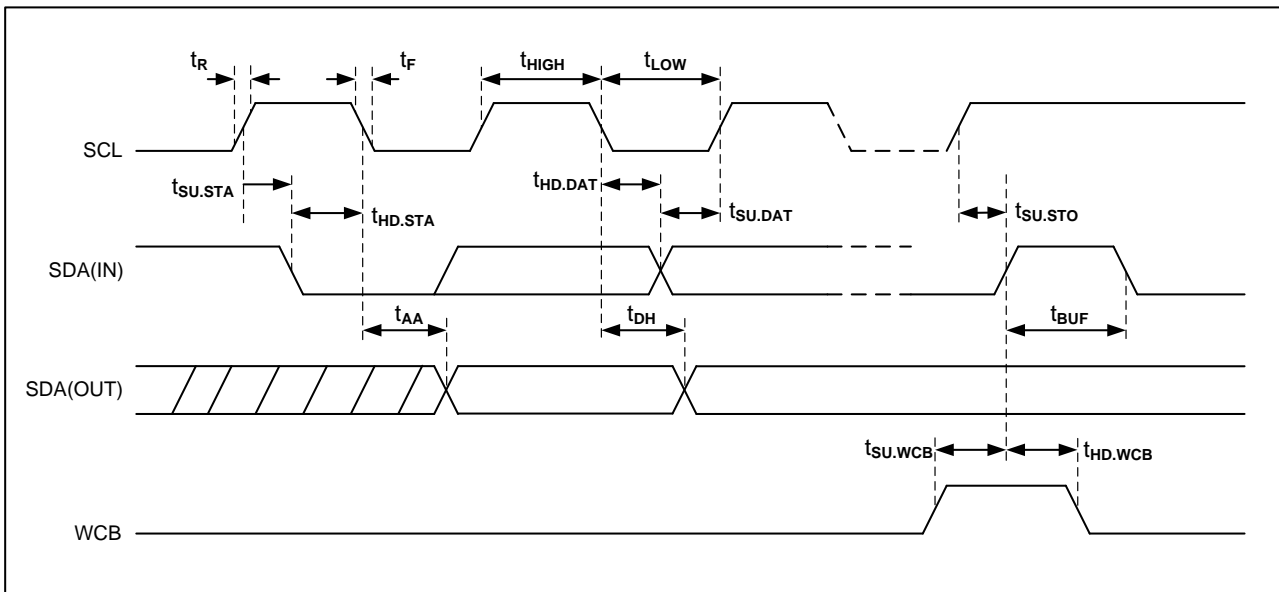 tR
tF
tHIGH
tLOW
SCL
tSU.STA
tHD.STA
tHD.DAT
tSU.DAT
tSU.STO
SDA(IN)
tAA
tDH
tBUF
SDA(OUT)
tSU.WCB
tHD.WCB
WCB